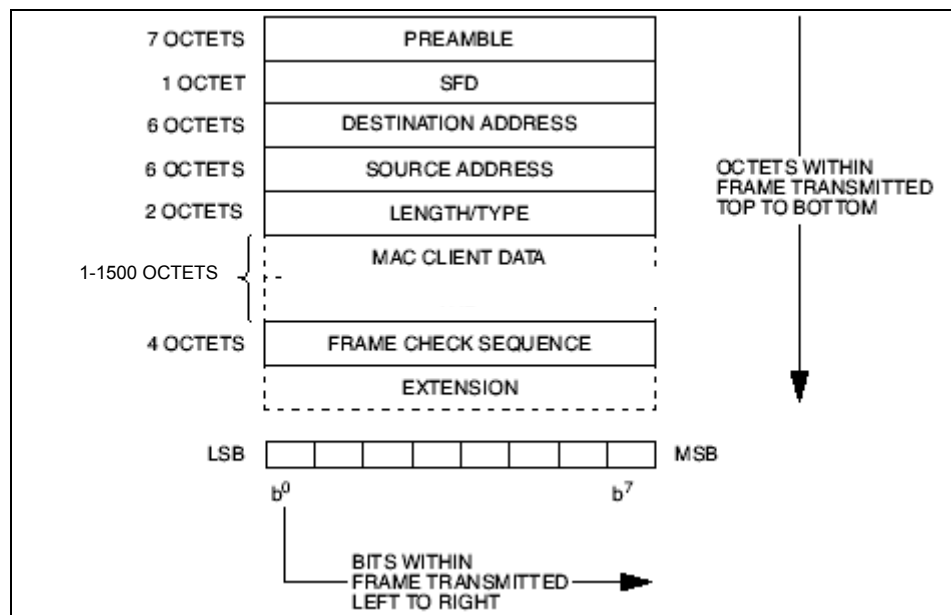 7 OCTETS PREAMBLE
1 OCTET SFD
6 OCTETS DESTINATION ADDRESS
6 OCTETS SOURCE ADDRESS
2 OCTETS LENGTH/TYPE
1-1500 OCTETS MAC CLIENT DATA
4 OCTETS FRAME CHECK SEQUENCE
EXTENSION
OCTETS WITHIN
FRAME TRANSMITTED
TOP TO BOTTOM
LSB MSB
b0 b7
BITS WITHIN
FRAME TRANSMITTED
LEFT TO RIGHT